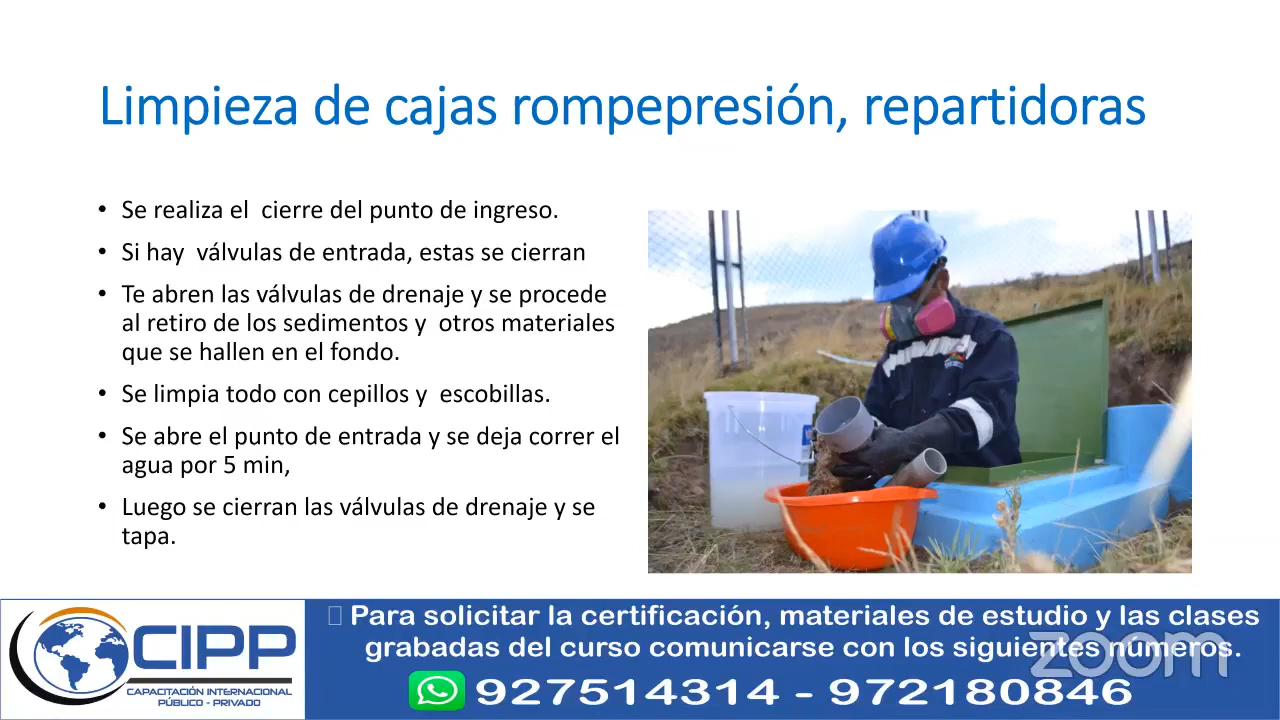 Limpieza de cajas rompepresión, repartidoras
• Se realiza el cierre del punto de ingreso.
• Si hay válvulas de entrada, estas se cierran
• Te abren las válvulas de drenaje y se procede
al retiro de los sedimentos y otros materiales
que se hallen en el fondo.
• Se limpia todo con cepillos y escobillas.
• Se abre el punto de entrada y se deja correr el
agua por 5 min,
• Luego se cierran las válvulas de drenaje y se
tapa.
CIPP
CAPACITACIÓN INTERNACIONAL
PÚBLICO - PRIVADO
Para solicitar la certificación, materiales de estudio y las clases
grabadas del curso comunicarse con los siguientes números.
927514314 - 972180846
zoom